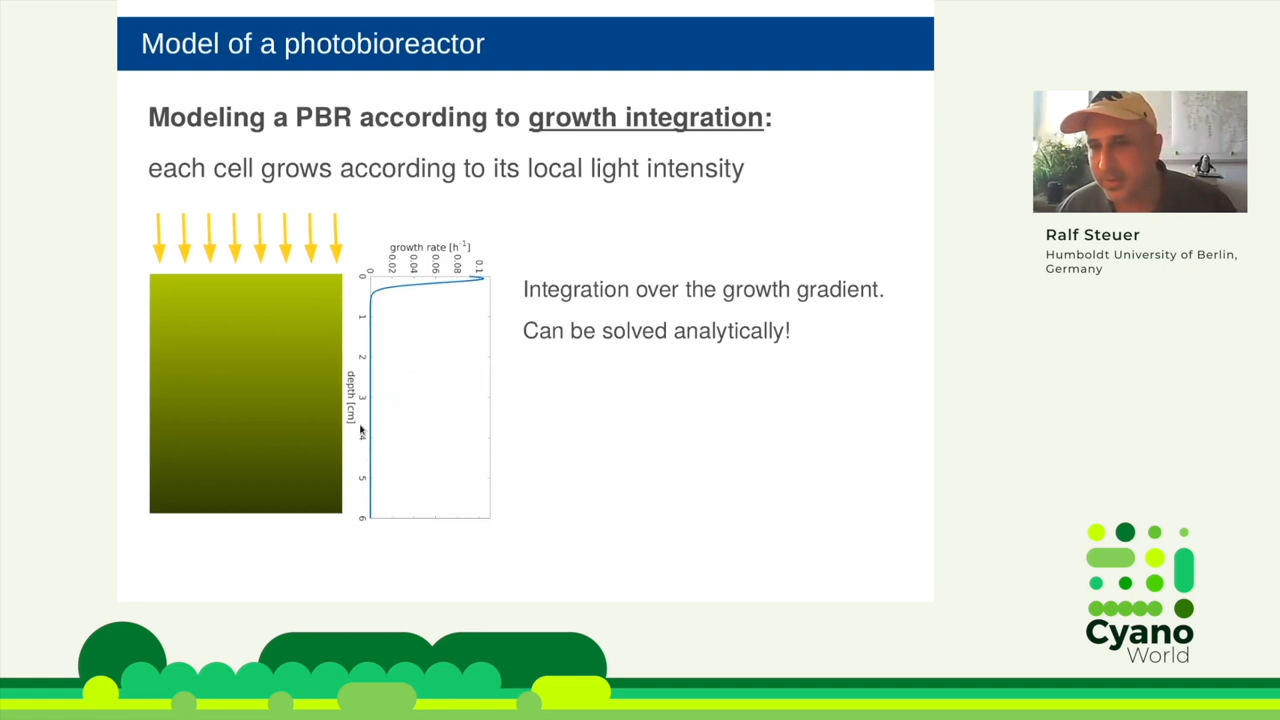 Model of a photobioreactor
Modeling a PBR according to growth integration:
each cell grows according to its local light intensity
growth rate [h-1]
0 0.02 0.04 0.06 0.08 0.1
0
1
2
3
4
5
6
depth [cm]
Integration over the growth gradient.
Can be solved analytically!
Ralf Steuer
Humboldt University of Berlin,
Germany
Cyano
World